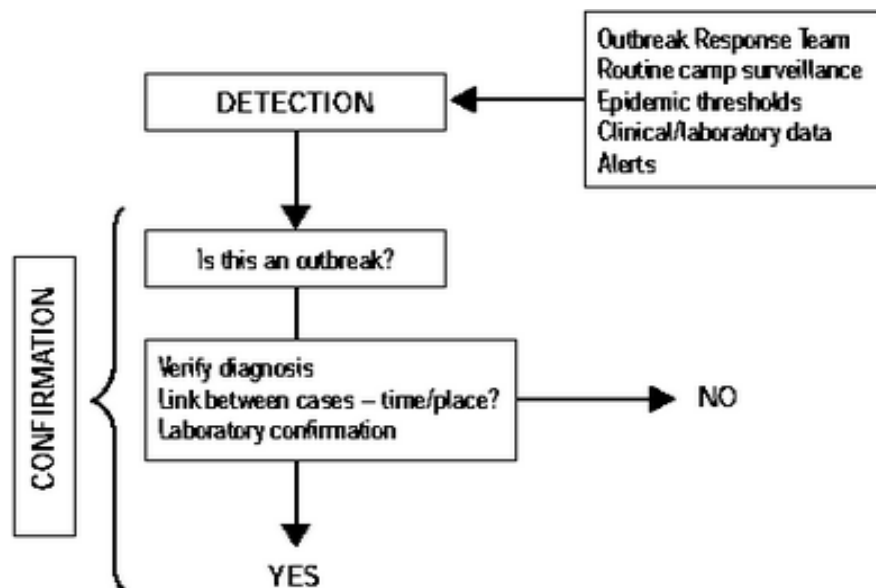 Outbreak Response Team
Routine camp surveillance
Epidemic thresholds
Clinical/laboratory data
Alerts
DETECTION
CONFIRMATION
Is this an outbreak?
Verify diagnosis
Link between cases – time/place?
Laboratory confirmation
NO
YES